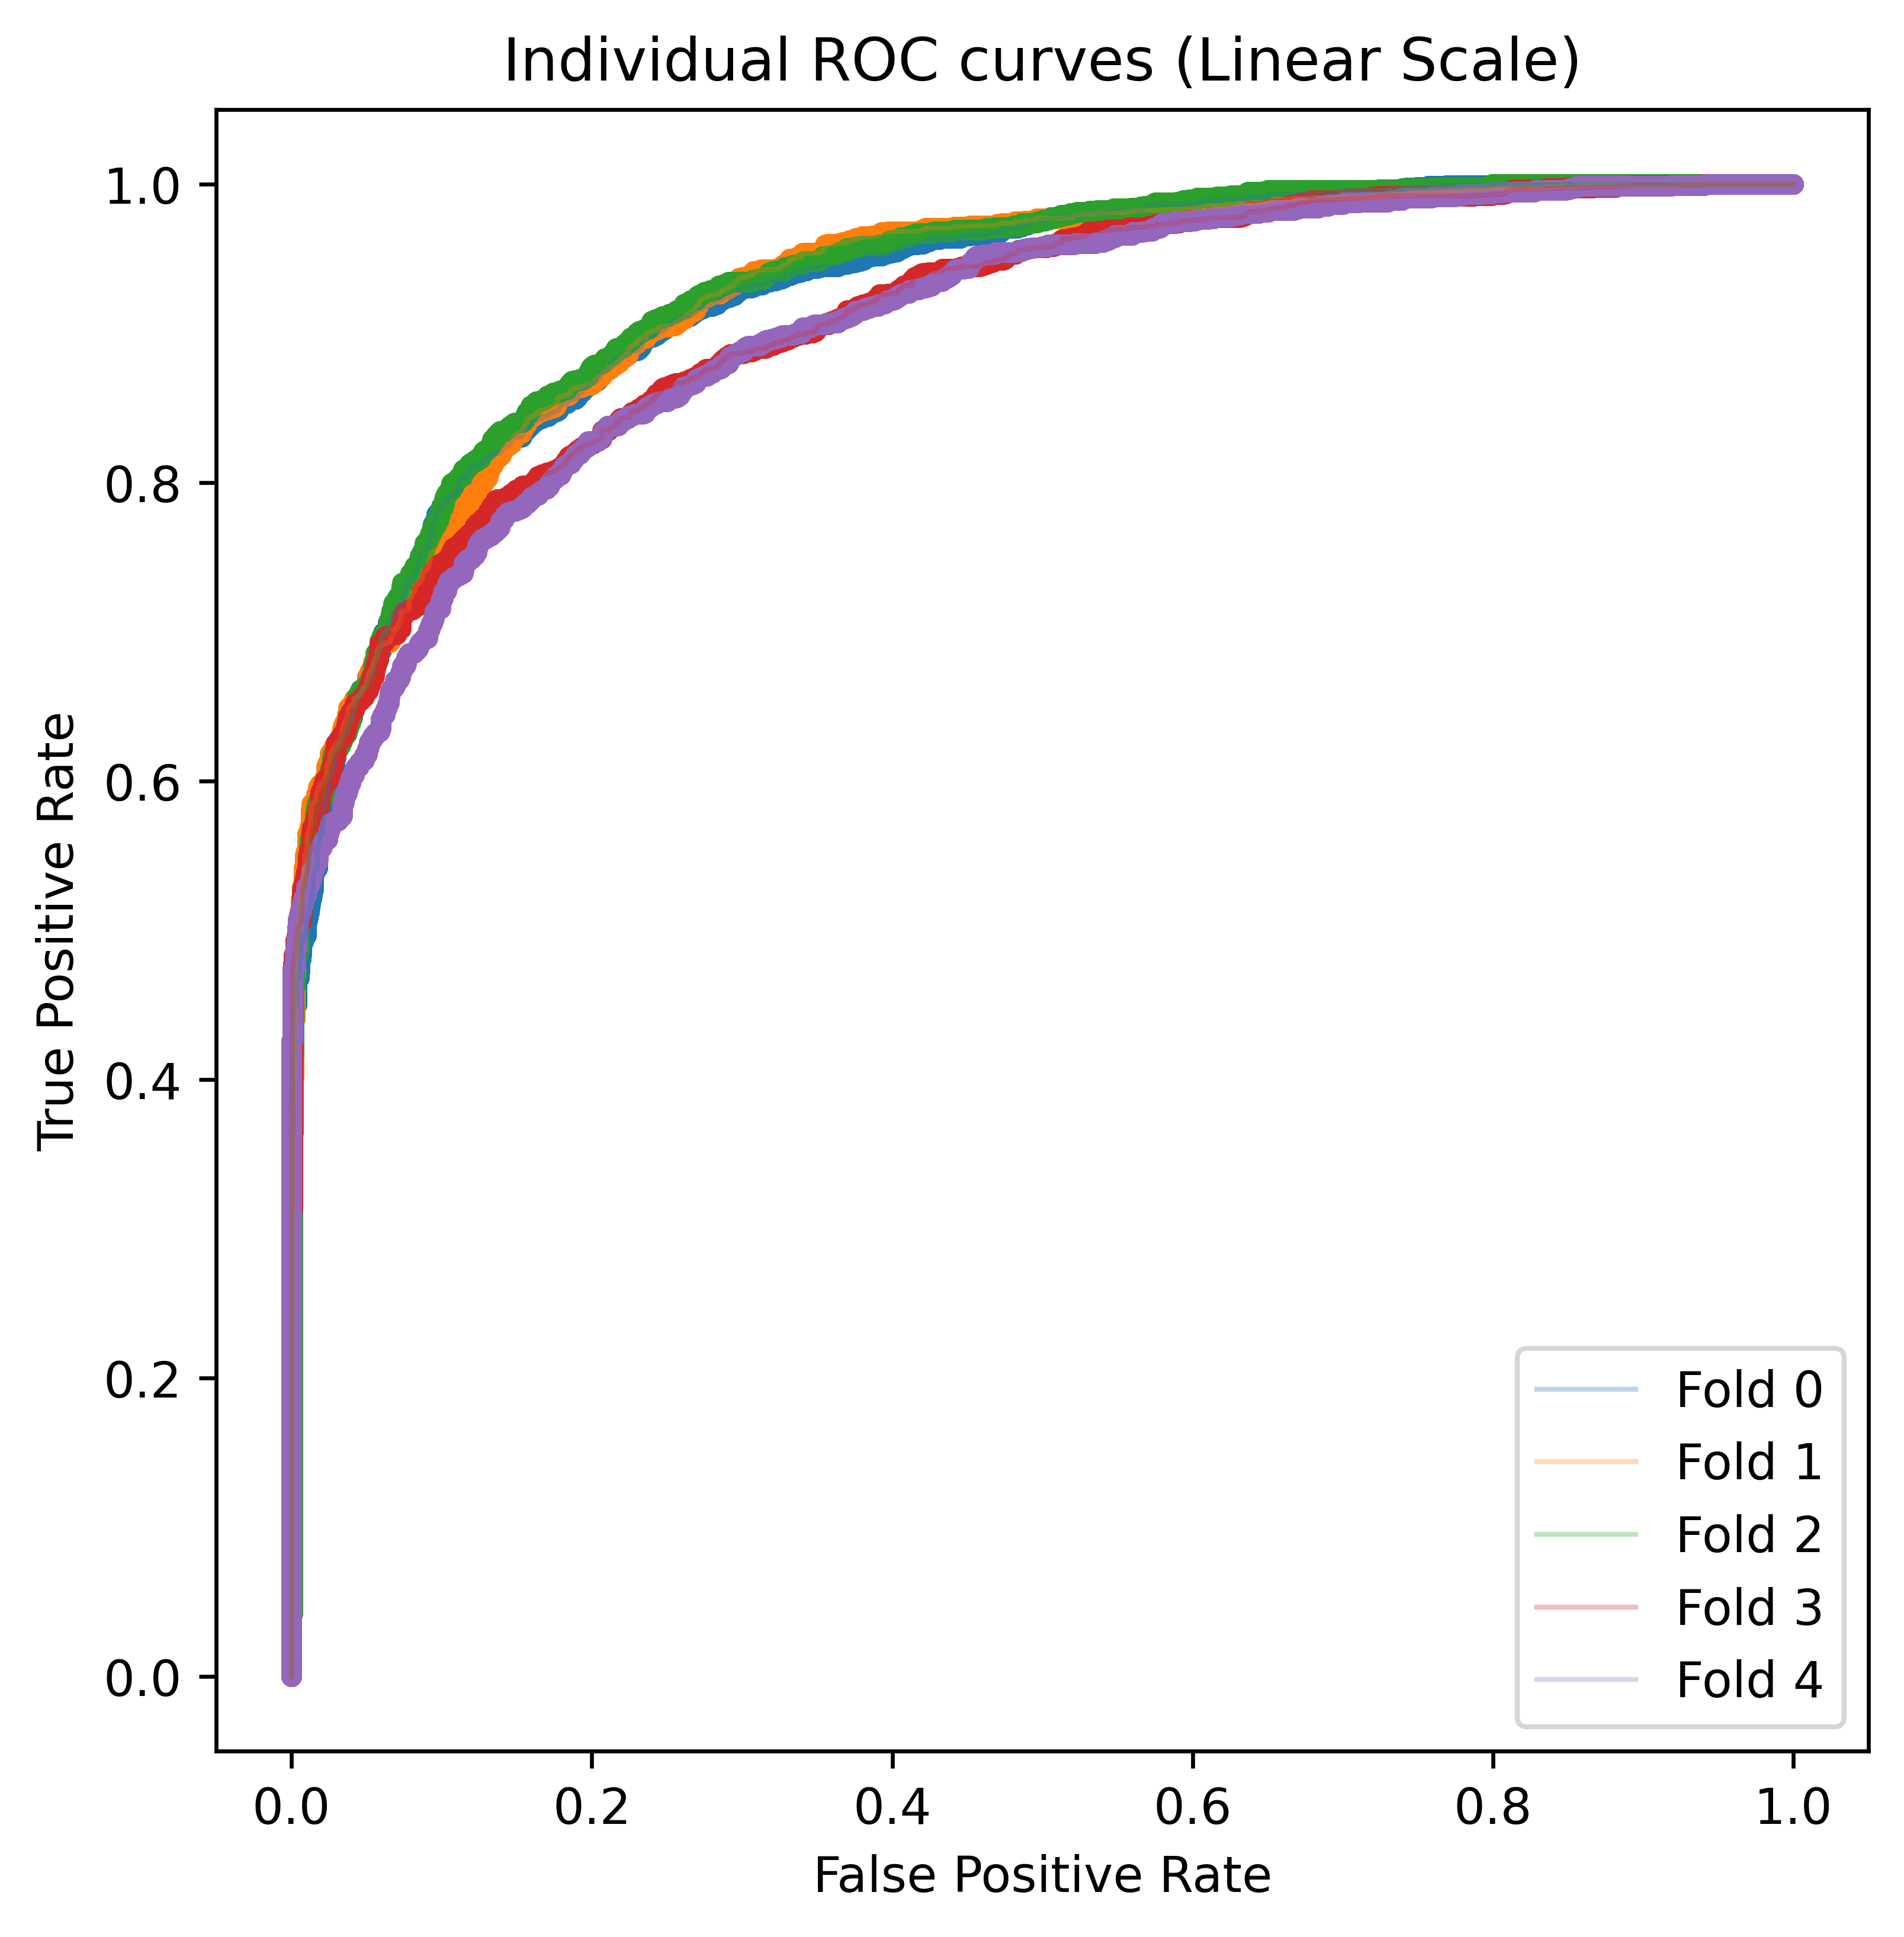 Individual ROC curves (Linear Scale)
True Positive Rate
1.0
0.8
0.6
0.4
0.2
0.0
0.0 0.2 0.4 0.6 0.8 1.0
False Positive Rate
Fold 0
Fold 1
Fold 2
Fold 3
Fold 4